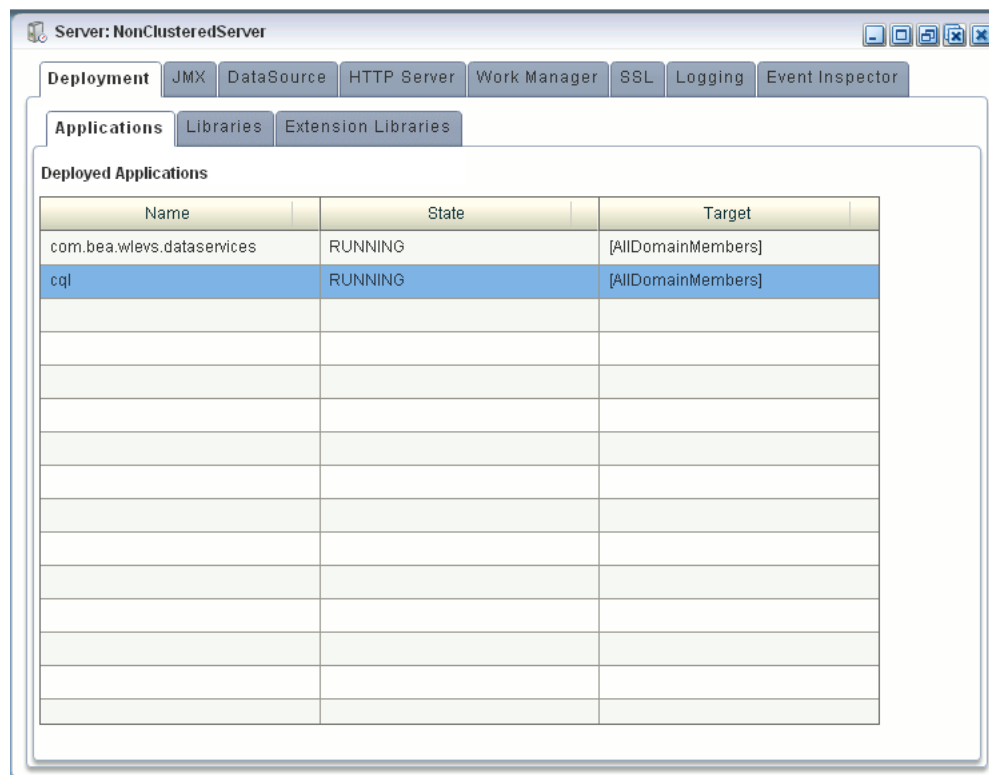 Server: NonClusteredServer
Deployment JMX DataSource HTTP Server Work Manager SSL Logging Event Inspector
Applications Libraries Extension Libraries
Deployed Applications
Name State Target
com.bea.wlevs.dataservices RUNNING [AllDomainMembers]
cql RUNNING [AllDomainMembers]